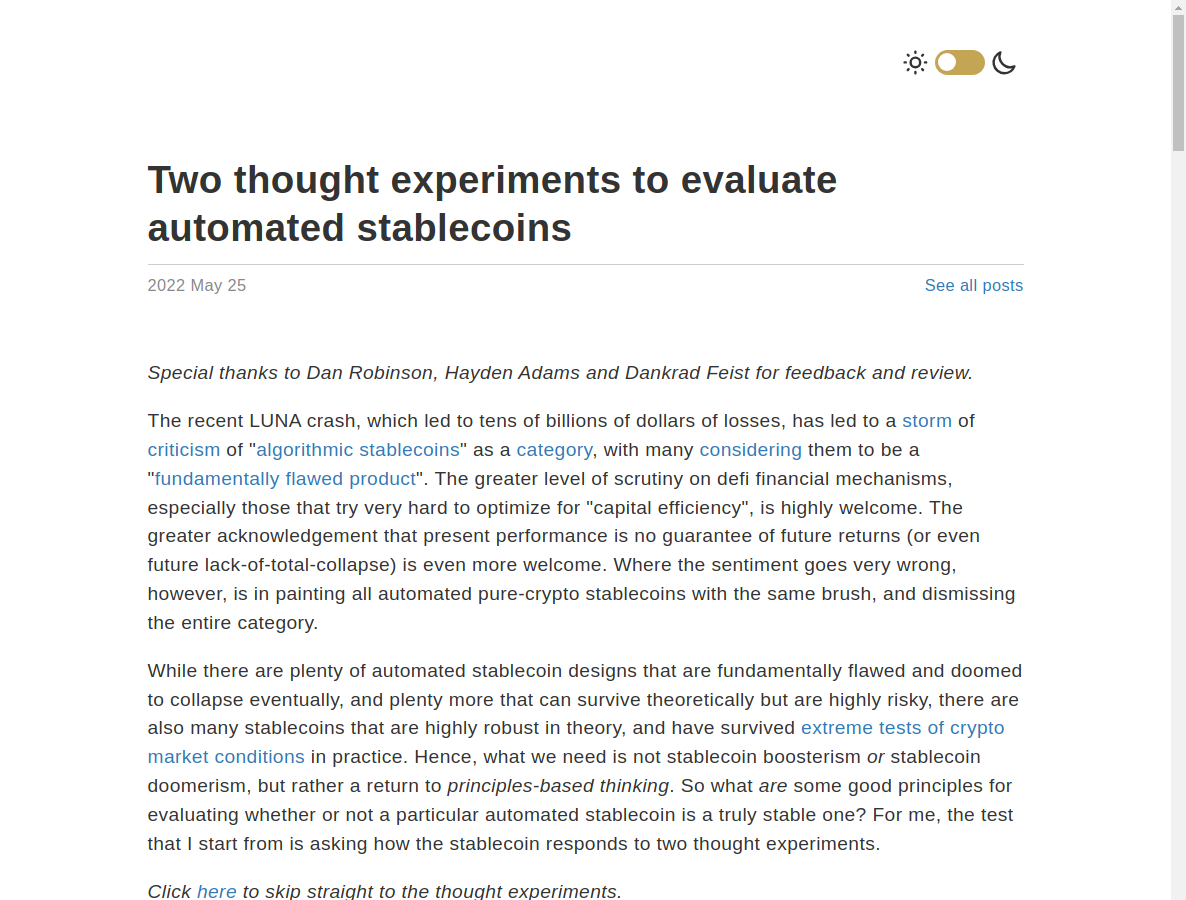 Two thought experiments to evaluate
automated stablecoins
2022 May 25
See all posts
Special thanks to Dan Robinson, Hayden Adams and Dankrad Feist for feedback and review.
The recent LUNA crash, which led to tens of billions of dollars of losses, has led to a storm of
criticism of "algorithmic stablecoins" as a category, with many considering them to be a
"fundamentally flawed product". The greater level of scrutiny on defi financial mechanisms,
especially those that try very hard to optimize for "capital efficiency", is highly welcome. The
greater acknowledgement that present performance is no guarantee of future returns (or even
future lack-of-total-collapse) is even more welcome. Where the sentiment goes very wrong,
however, is in painting all automated pure-crypto stablecoins with the same brush, and dismissing
the entire category.
While there are plenty of automated stablecoin designs that are fundamentally flawed and doomed
to collapse eventually, and plenty more that can survive theoretically but are highly risky, there are
also many stablecoins that are highly robust in theory, and have survived extreme tests of crypto
market conditions in practice. Hence, what we need is not stablecoin boosterism or stablecoin
doomerism, but rather a return to principles-based thinking. So what are some good principles for
evaluating whether or not a particular automated stablecoin is a truly stable one? For me, the test
that I start from is asking how the stablecoin responds to two thought experiments.
Click here to skip straight to the thought experiments.